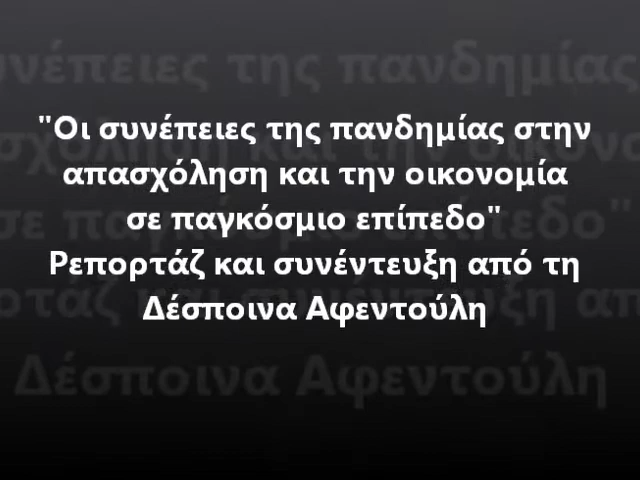 "Οι συνέπειες της πανδημίας στην
απασχόληση και την οικονομία
σε παγκόσμιο επίπεδο"
Ρεπορτάζ και συνέντευξη από τη
Δέσποινα Αφεντούλη